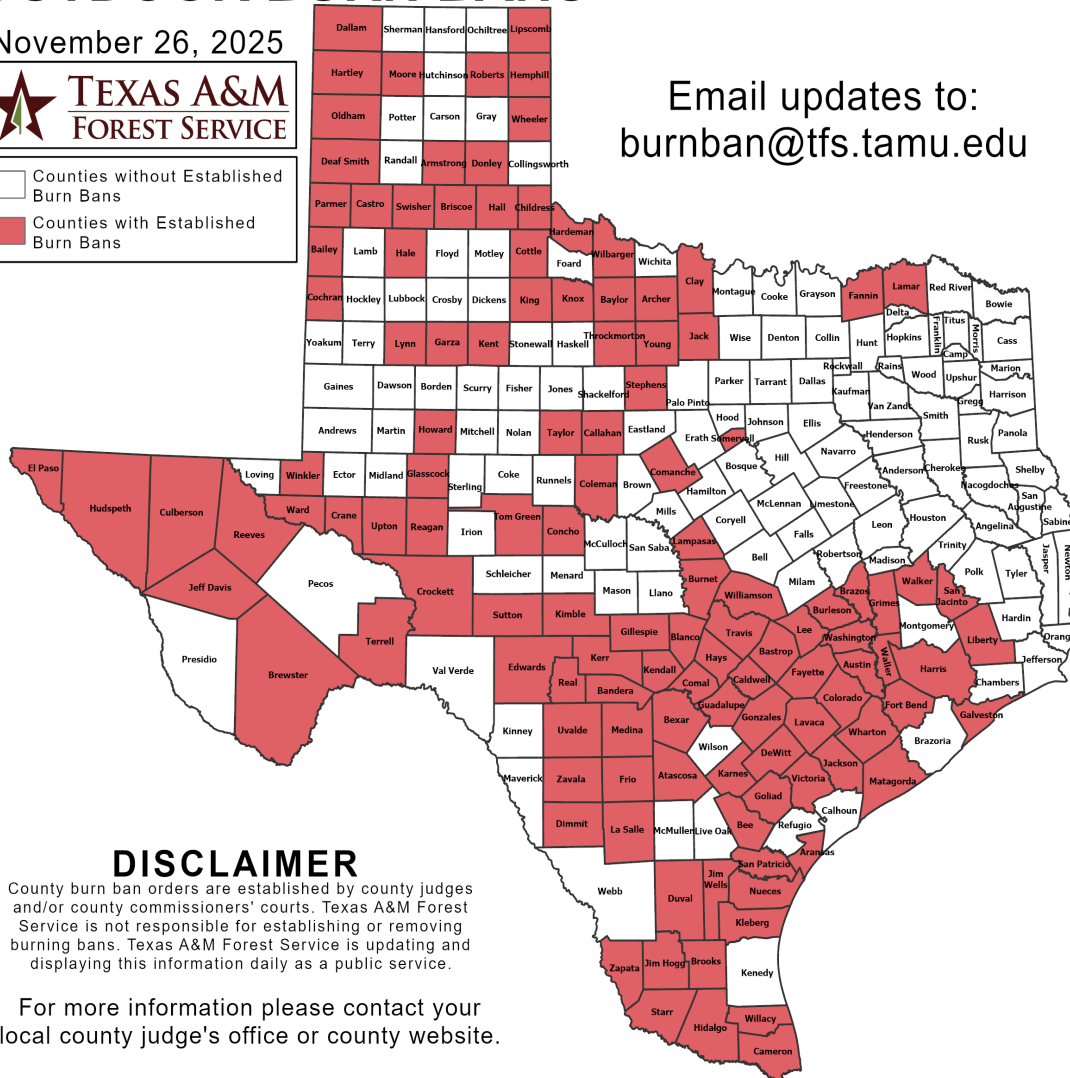 November 26, 2025
TEXAS A&M
FOREST SERVICE
Counties without Established
Burn Bans
Counties with Established
Burn Bans
Email updates to:
burnban@tfs.tamu.edu
Dallam Sherman Hansford Ochiltree Lipscomb
Hartley Moore Hutchinson Roberts Hemphill
Oldham Potter Carson Gray Wheeler
Deaf Smith Randall Armstrong Donley Collingsworth
Parmer Castro Swisher Briscoe Hall Childress
Hardeman
Bailey Lamb Hale Floyd Motley Cottle Foard Wilbarger Wichita
Clay Montague Cooke Grayson Fannin Lamar Red River Bowie
Cochran Hockley Lubbock Crosby Dickens King Knox Baylor Archer
Delta Franklin Titus Morris Cass
Yoakum Terry Lynn Garza Kent Stonewall Haskell Throckmorton Young Jack Wise Denton Collin Hunt Hopkins
Camp
Rockwall Rains Wood Upshur Marion
Gaines Dawson Borden Scurry Fisher Jones Shackelford Stephens Palo Pinto Parker Tarrant Dallas Kaufman Van Zandt Gregg Harrison
Andrews Martin Howard Mitchell Nolan Taylor Callahan Eastland Erath Hood Somervell Johnson Ellis Henderson Smith Rusk Panola
El Paso Loving Winkler Ector Midland Glasscock Sterling Coke Runnels Coleman Brown Comanche Hamilton Bosque Hill Navarro Freestone Anderson Cherokee Nacogdoches Shelby
San
Augustine Sabine
Hudspeth Culberson Reeves Ward Crane Upton Reagan Irion Tom Green Concho McCulloch San Saba Mills Lampasas Coryell McLennan Limestone Falls Leon Houston Angelina
Trinity
Jeff Davis Pecos Crockett Schleicher Menard Mason Llano Burnet Bell Milam Robertson Madison Walker San
Jacinto Polk Tyler Jasper Newton
Presidio Brewster Terrell Val Verde Sutton Kimble Gillespie Blanco Williamson Travis Lee Burleson Brazos Grimes Montgomery Liberty Hardin
Orang
Edwards Real Kerr Bandera Kendall Comal Hays Caldwell Bastrop Fayette Washington Austin Waller Harris Chambers Jefferson
Kinney Uvalde Medina Bexar Guadalupe Gonzales Lavaca Colorado Wharton Fort Bend Brazoria Galveston
Maverick Zavala Frio Atascosa Wilson Karnes DeWitt Victoria Jackson Matagorda
Dimmit La Salle McMullen Live Oak Bee Goliad Refugio Calhoun
Aransas
Webb Duval Jim
Wells San Patricio Nueces
Kleberg
Zapata Jim Hogg Brooks Kenedy
Starr Hidalgo Willacy
Cameron
DISCLAIMER
County burn ban orders are established by county judges
and/or county commissioners' courts. Texas A&M Forest
Service is not responsible for establishing or removing
burning bans. Texas A&M Forest Service is updating and
displaying this information daily as a public service.
For more information please contact your
local county judge's office or county website.